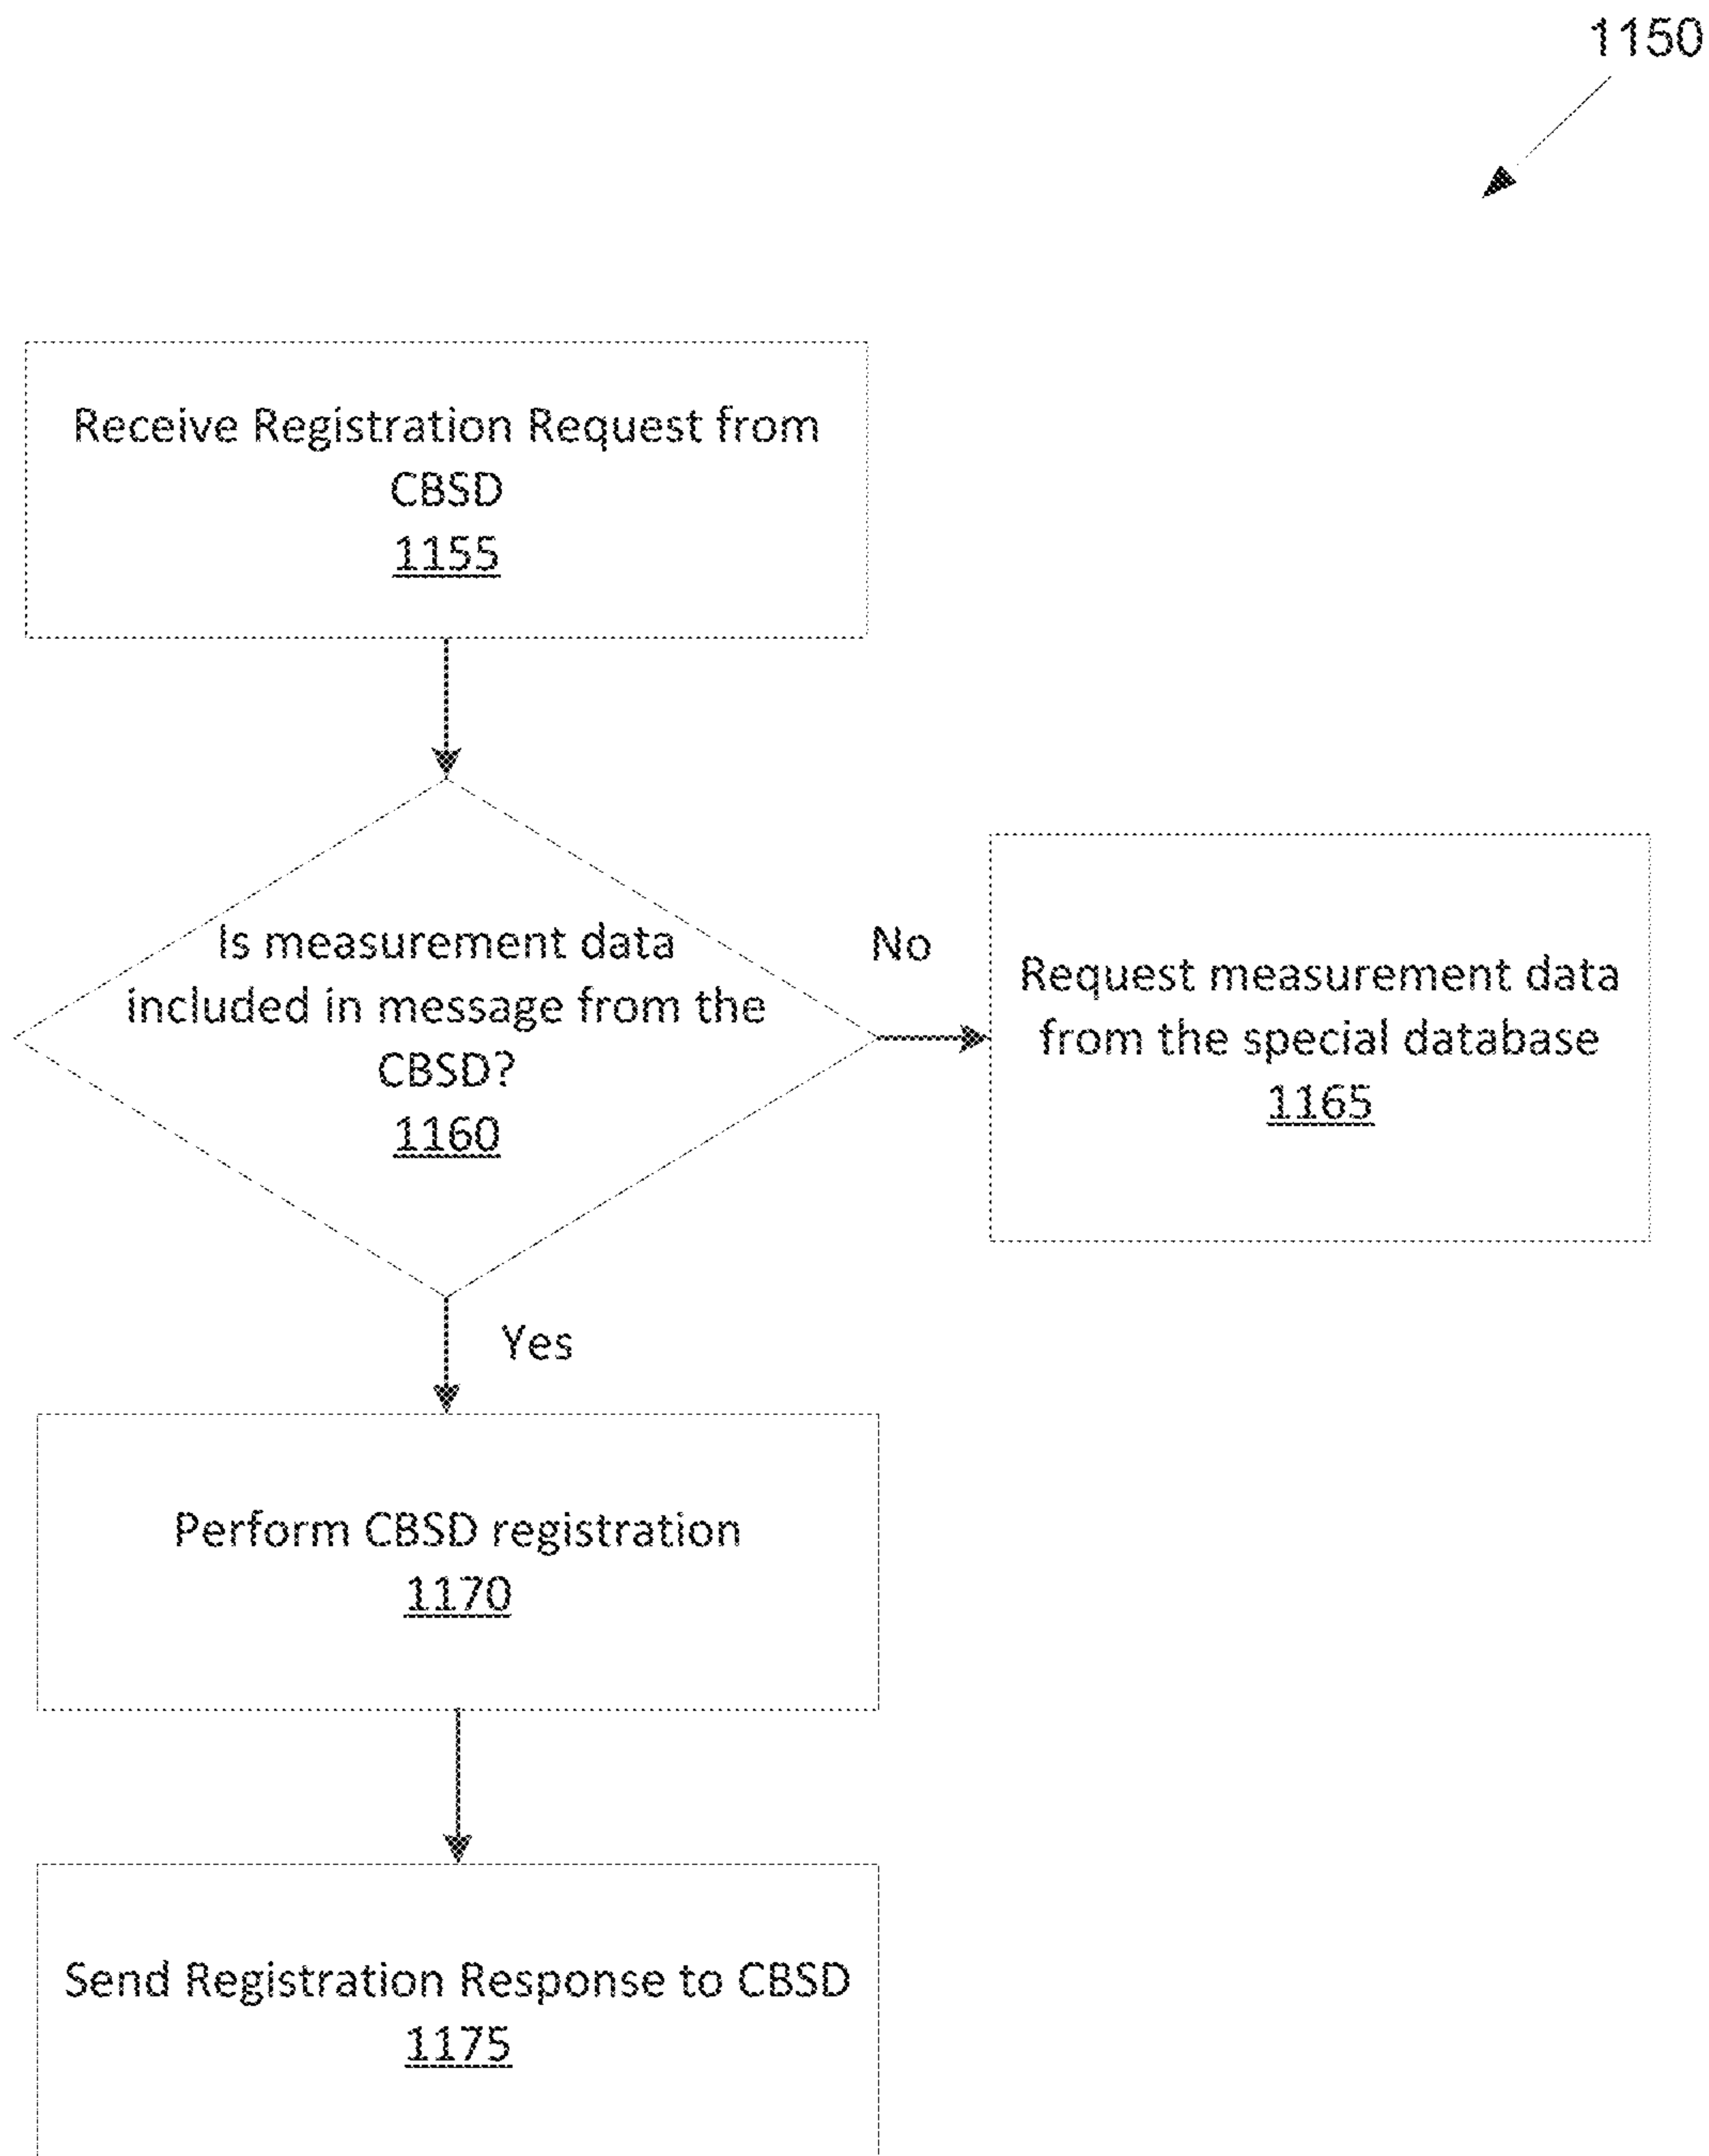 1150
Receive Registration Request from
CBSD
1155
Is measurement data
included in message from the
CBSD?
1160
No
Request measurement data
from the special database
1165
Yes
Perform CBSD registration
1170
Send Registration Response to CBSD
1175